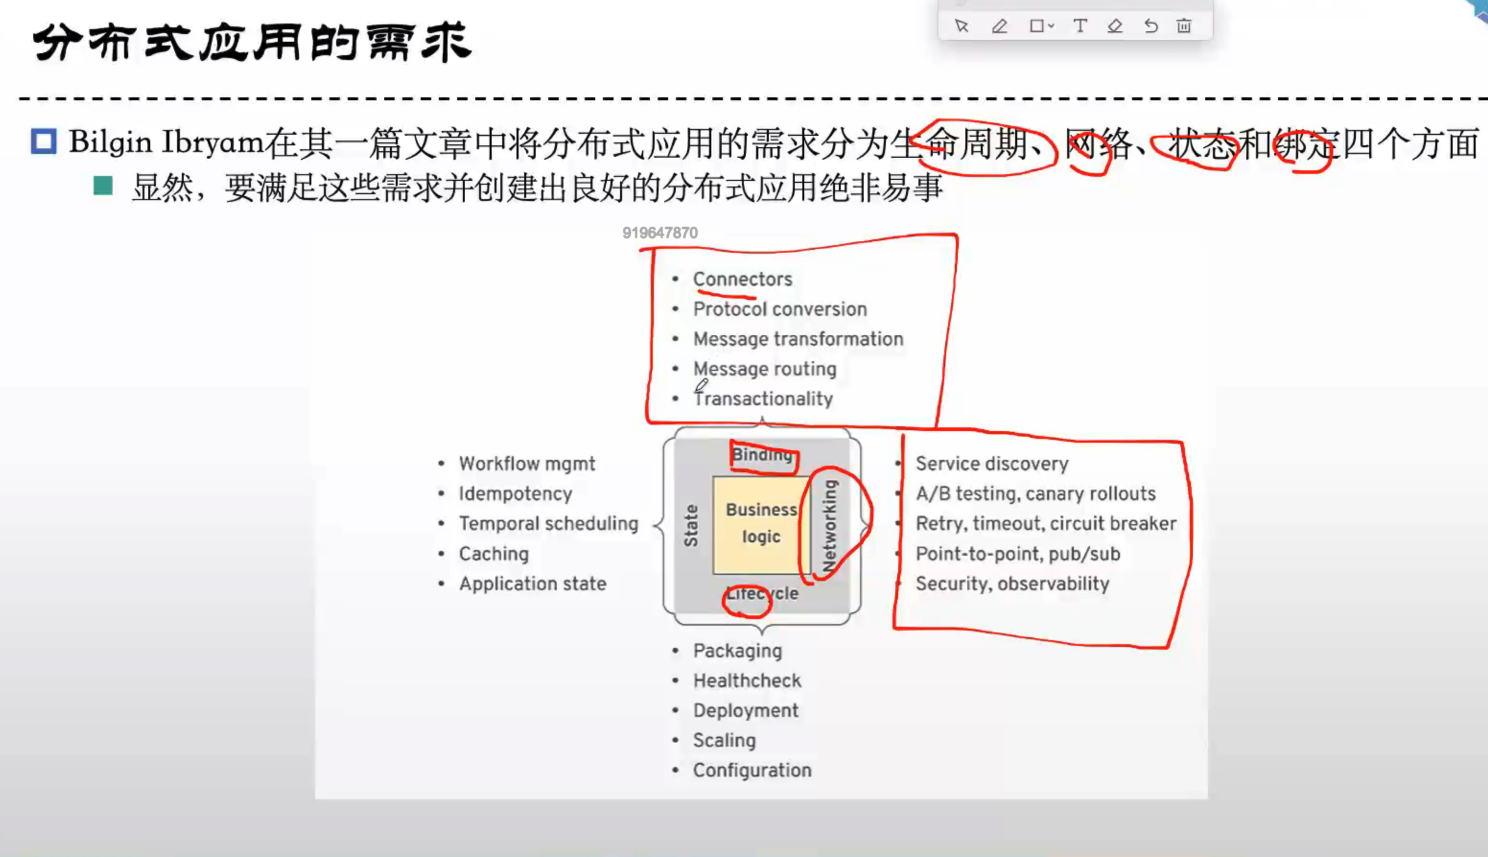 分布式应用的需求
Bilgin Ibryam在其一篇文章中将分布式应用的需求分为生命周期、网络、状态和绑定四个方面
显然，要满足这些需求并创建出良好的分布式应用绝非易事
919647870
• Connectors
• Protocol conversion
• Message transformation
• Message routing
• Transactionality
• Workflow mgmt
• Idempotency
• Temporal scheduling
• Caching
• Application state
Binding
State
Business
logic
Networking
Lifecycle
• Service discovery
• A/B testing, canary rollouts
• Retry, timeout, circuit breaker
• Point-to-point, pub/sub
• Security, observability
• Packaging
• Healthcheck
• Deployment
• Scaling
• Configuration